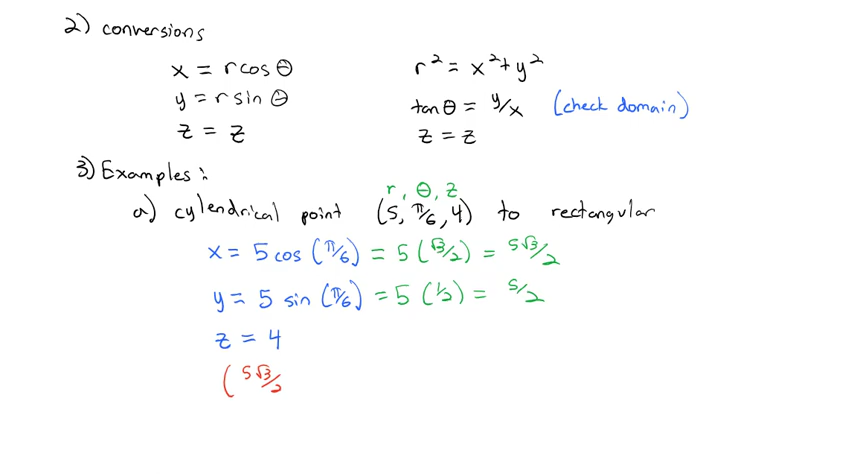 2) conversions
x = r cos θ r² = x² + y²
y = r sin θ tan θ = y/x (check domain)
z = z z = z
3) Examples:
r, θ, z
a) cylendrical point (5, π/6, 4) to rectangular
x = 5 cos (π/6) = 5 (√3/2) = 5√3/2
y = 5 sin (π/6) = 5 (1/2) = 5/2
z = 4
( 5√3/2